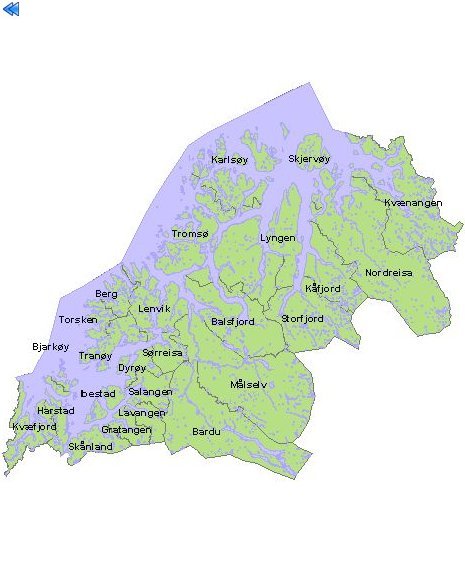 Karlsøy
Skjervøy
Kvænangen
Tromsø
Lyngen
Nordreisa
Kåfjord
Berg
Lenvik
Torsken
Balsfjord
Storfjord
Bjarkøy
Tranøy
Sørreisa
Dyrøy
Målselv
Ibestad
Salangen
Harstad
Lavangen
Kvæfjord
Gratangen
Bardu
Skånland